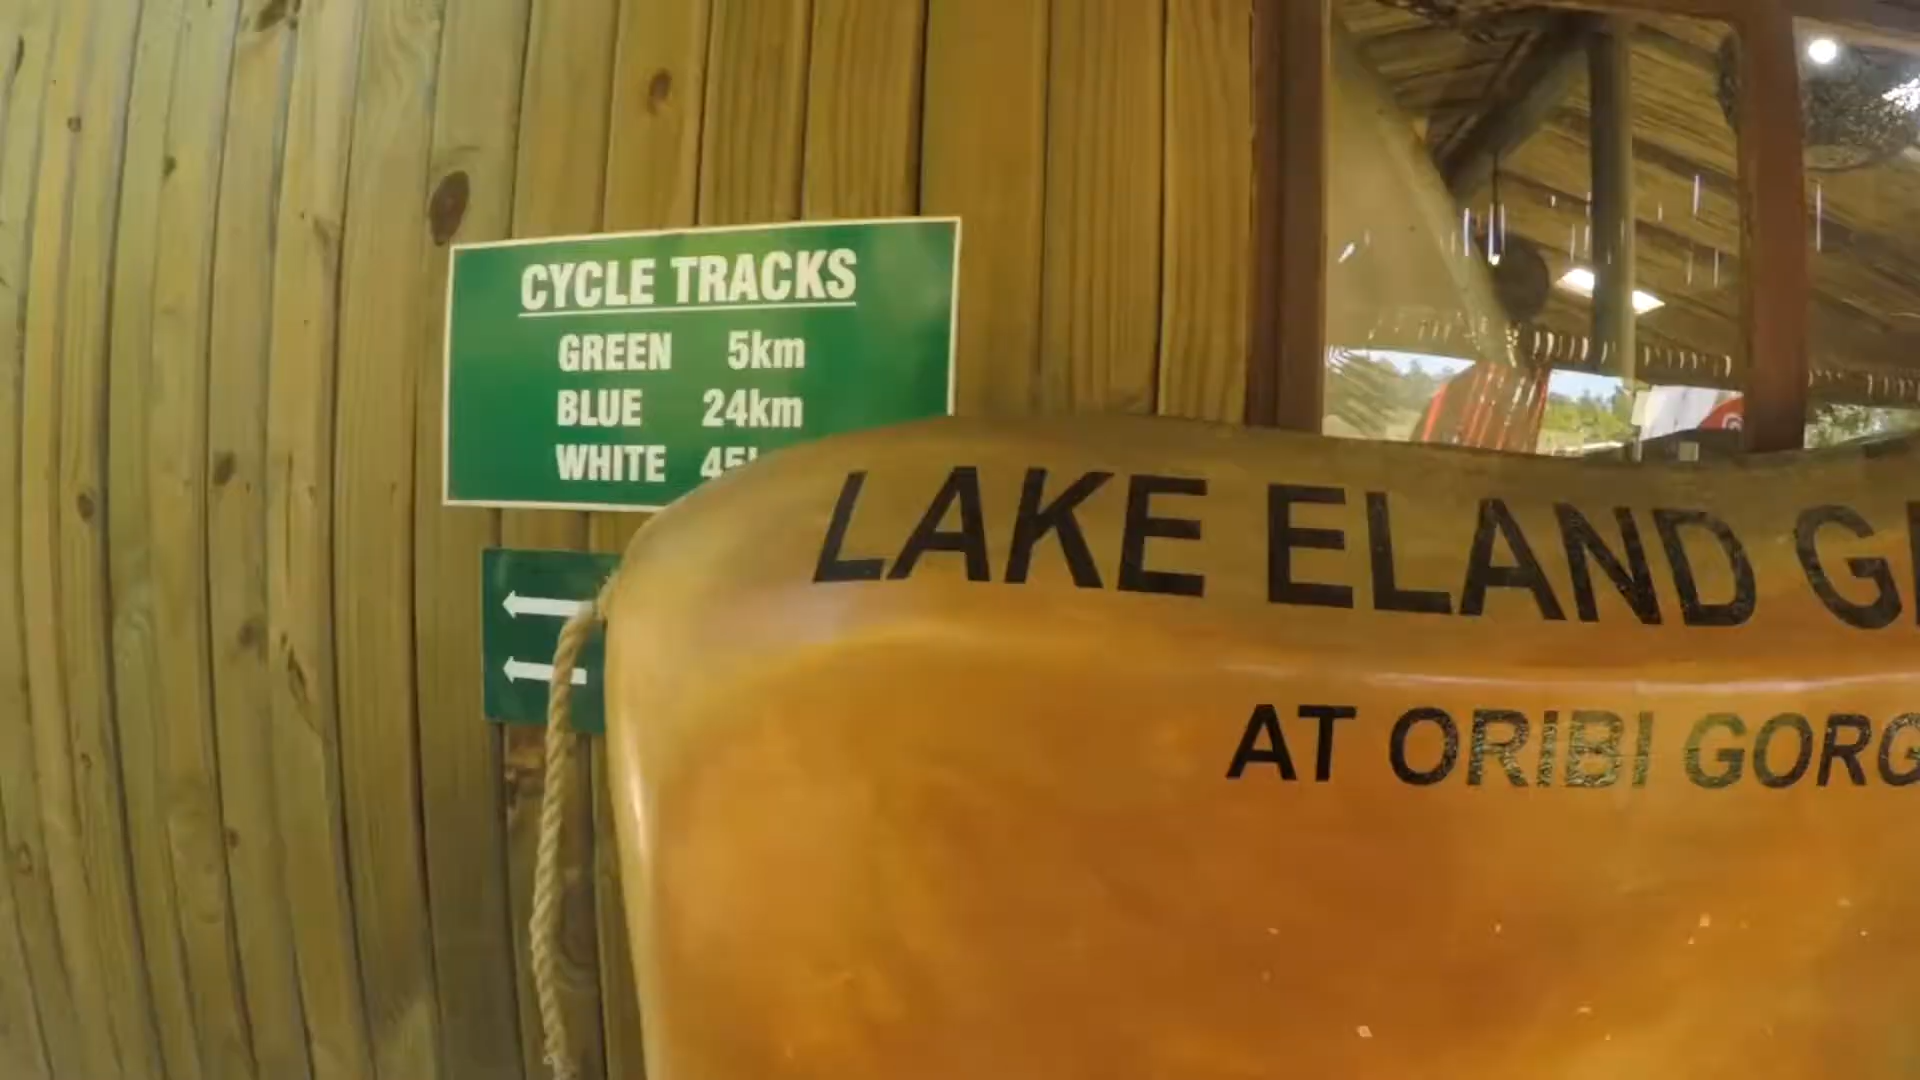 CYCLE TRACKS
GREEN 5km
BLUE 24km
WHITE
LAKE ELAND
AT ORIBI